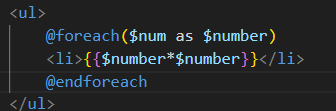 <ul>
@foreach($num as $number)
<li>{{$number*$number}}</li>
@endforeach
</ul>